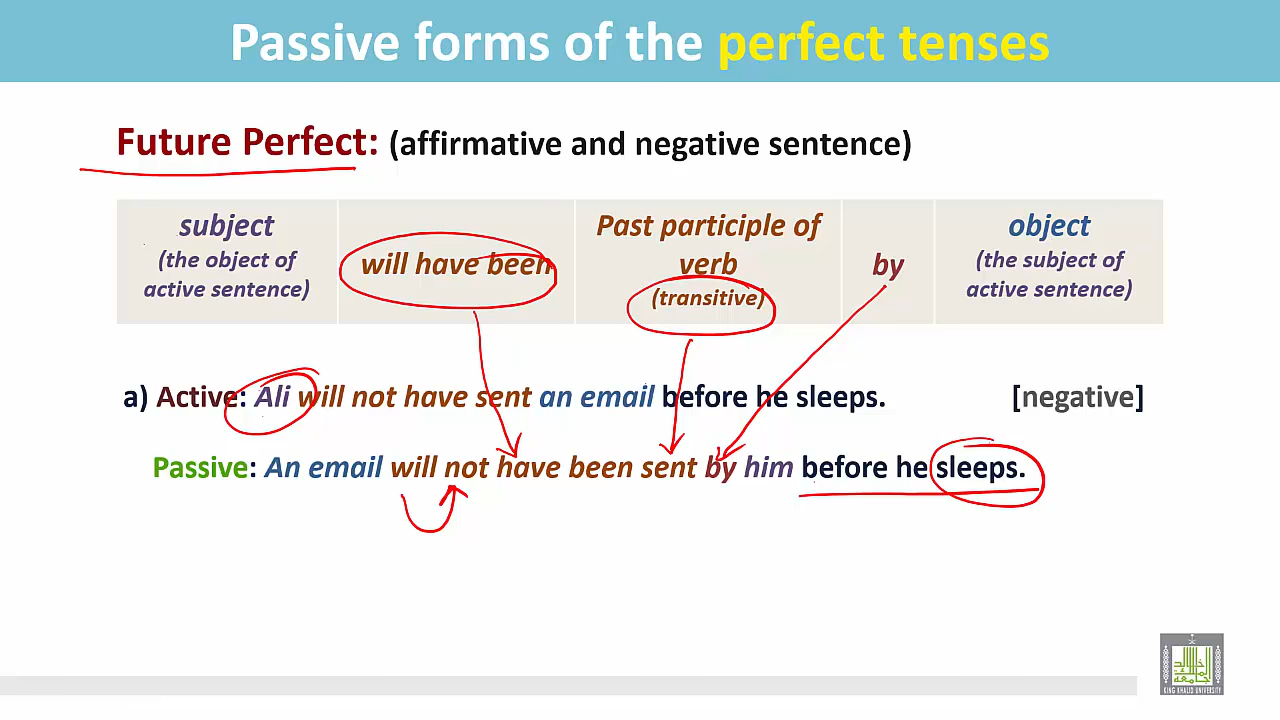 Passive forms of the perfect tenses
Future Perfect: (affirmative and negative sentence)
subject
(the object of
active sentence)
will have been
Past participle of
verb
(transitive)
by
object
(the subject of
active sentence)
a) Active: Ali will not have sent an email before he sleeps. [negative]
Passive: An email will not have been sent by him before he sleeps.
KING KHALID UNIVERSITY